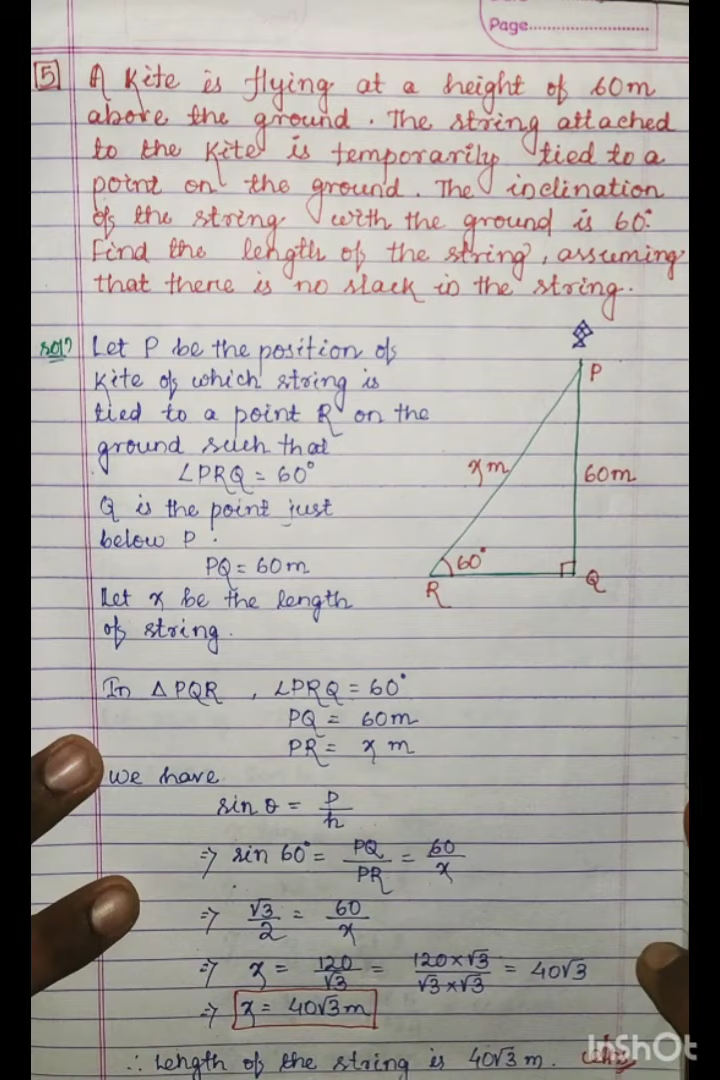 Page..............................
5 A Kite is flying at a height of 60m
above the ground. The string attached
to the Kite is temporarily tied to a
point on the ground. The inclination
of the string with the ground is 60°.
Find the length of the string, assuming
that there is no slack in the string.
solⁿ Let P be the position of
Kite of which string is
tied to a point R on the
ground such that
∠PRQ = 60°
Q is the point just
below P.
PQ = 60m
Let x be the length
of string.
P
x m
60m
60°
R
Q
In △PQR, ∠PRQ = 60°
PQ = 60m
PR = x m
we have
sin θ = p/h
⇒ sin 60° = PQ/PR = 60/x
⇒ √3/2 = 60/x
⇒ x = 120/√3 = 120×√3/√3×√3 = 40√3
⇒ x = 40√3 m
∴ Length of the string is 40√3 m.
InShOt